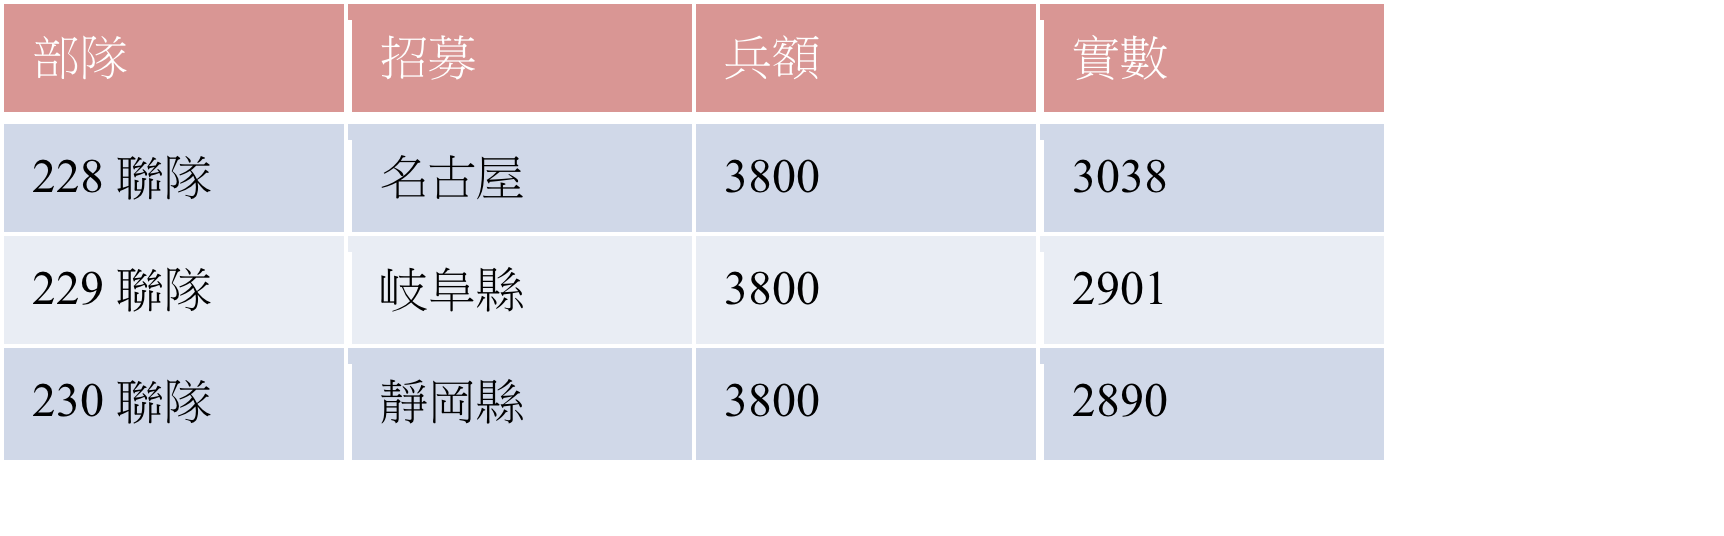 部隊 招募 兵額 實數
228 聯隊 名古屋 3800 3038
229 聯隊 岐阜縣 3800 2901
230 聯隊 靜岡縣 3800 2890